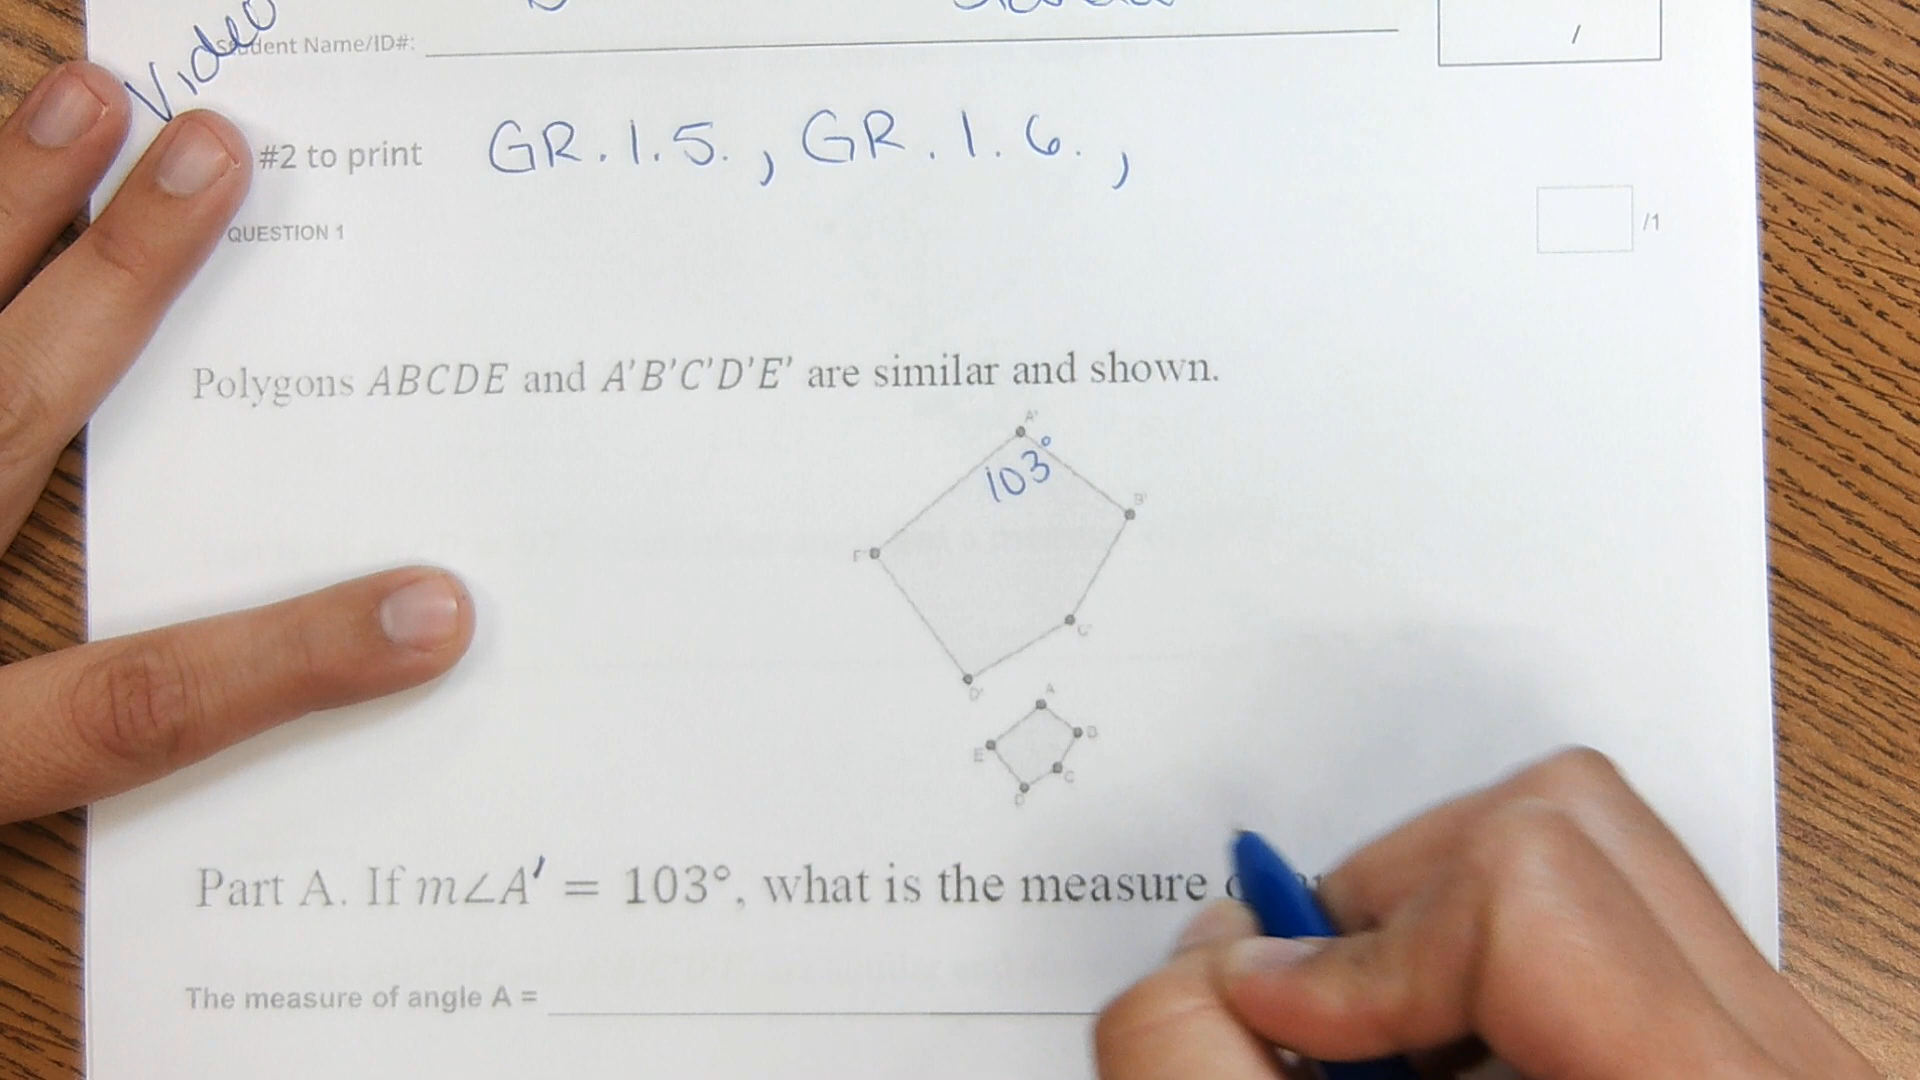 Video
Student Name/ID#:
/
#2 to print GR.1.5., GR.1.6.,
QUESTION 1
/1
Polygons ABCDE and A'B'C'D'E' are similar and shown.
A'
103°
B'
C'
D'
A
B
E
C
D
Part A. If m∠A' = 103°, what is the measure
The measure of angle A =